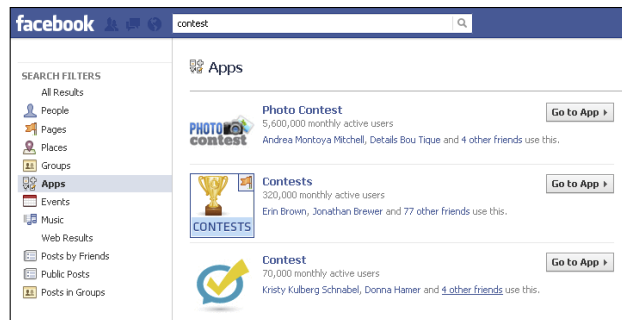 facebook
contest
SEARCH FILTERS
All Results
People
Pages
Places
Groups
Apps
Events
Music
Web Results
Posts by Friends
Public Posts
Posts in Groups
Apps
PHOTO
contest
Photo Contest
5,600,000 monthly active users
Andrea Montoya Mitchell, Details Bou Tique and 4 other friends use this.
Go to App
CONTESTS
Contests
320,000 monthly active users
Erin Brown, Jonathan Brewer and 77 other friends use this.
Go to App
Contest
70,000 monthly active users
Kristy Kulberg Schnabel, Donna Hamer and 4 other friends use this.
Go to App